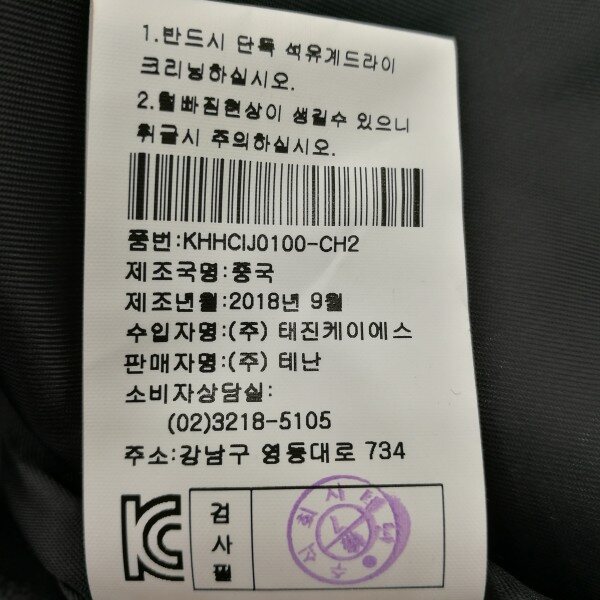 1.반드시 단독 석유계드라이
크리닝하십시오.
2.털빠짐현상이 생길수 있으니
취급시 주의하십시오.
품번:KHHCIJ0100-CH2
제조국명:중국
제조년월:2018년 9월
수입자명:(주) 태진케이에스
판매자명:(주) 테난
소비자상담실:
(02)3218-5105
주소:강남구 영동대로 734
KC
검사필